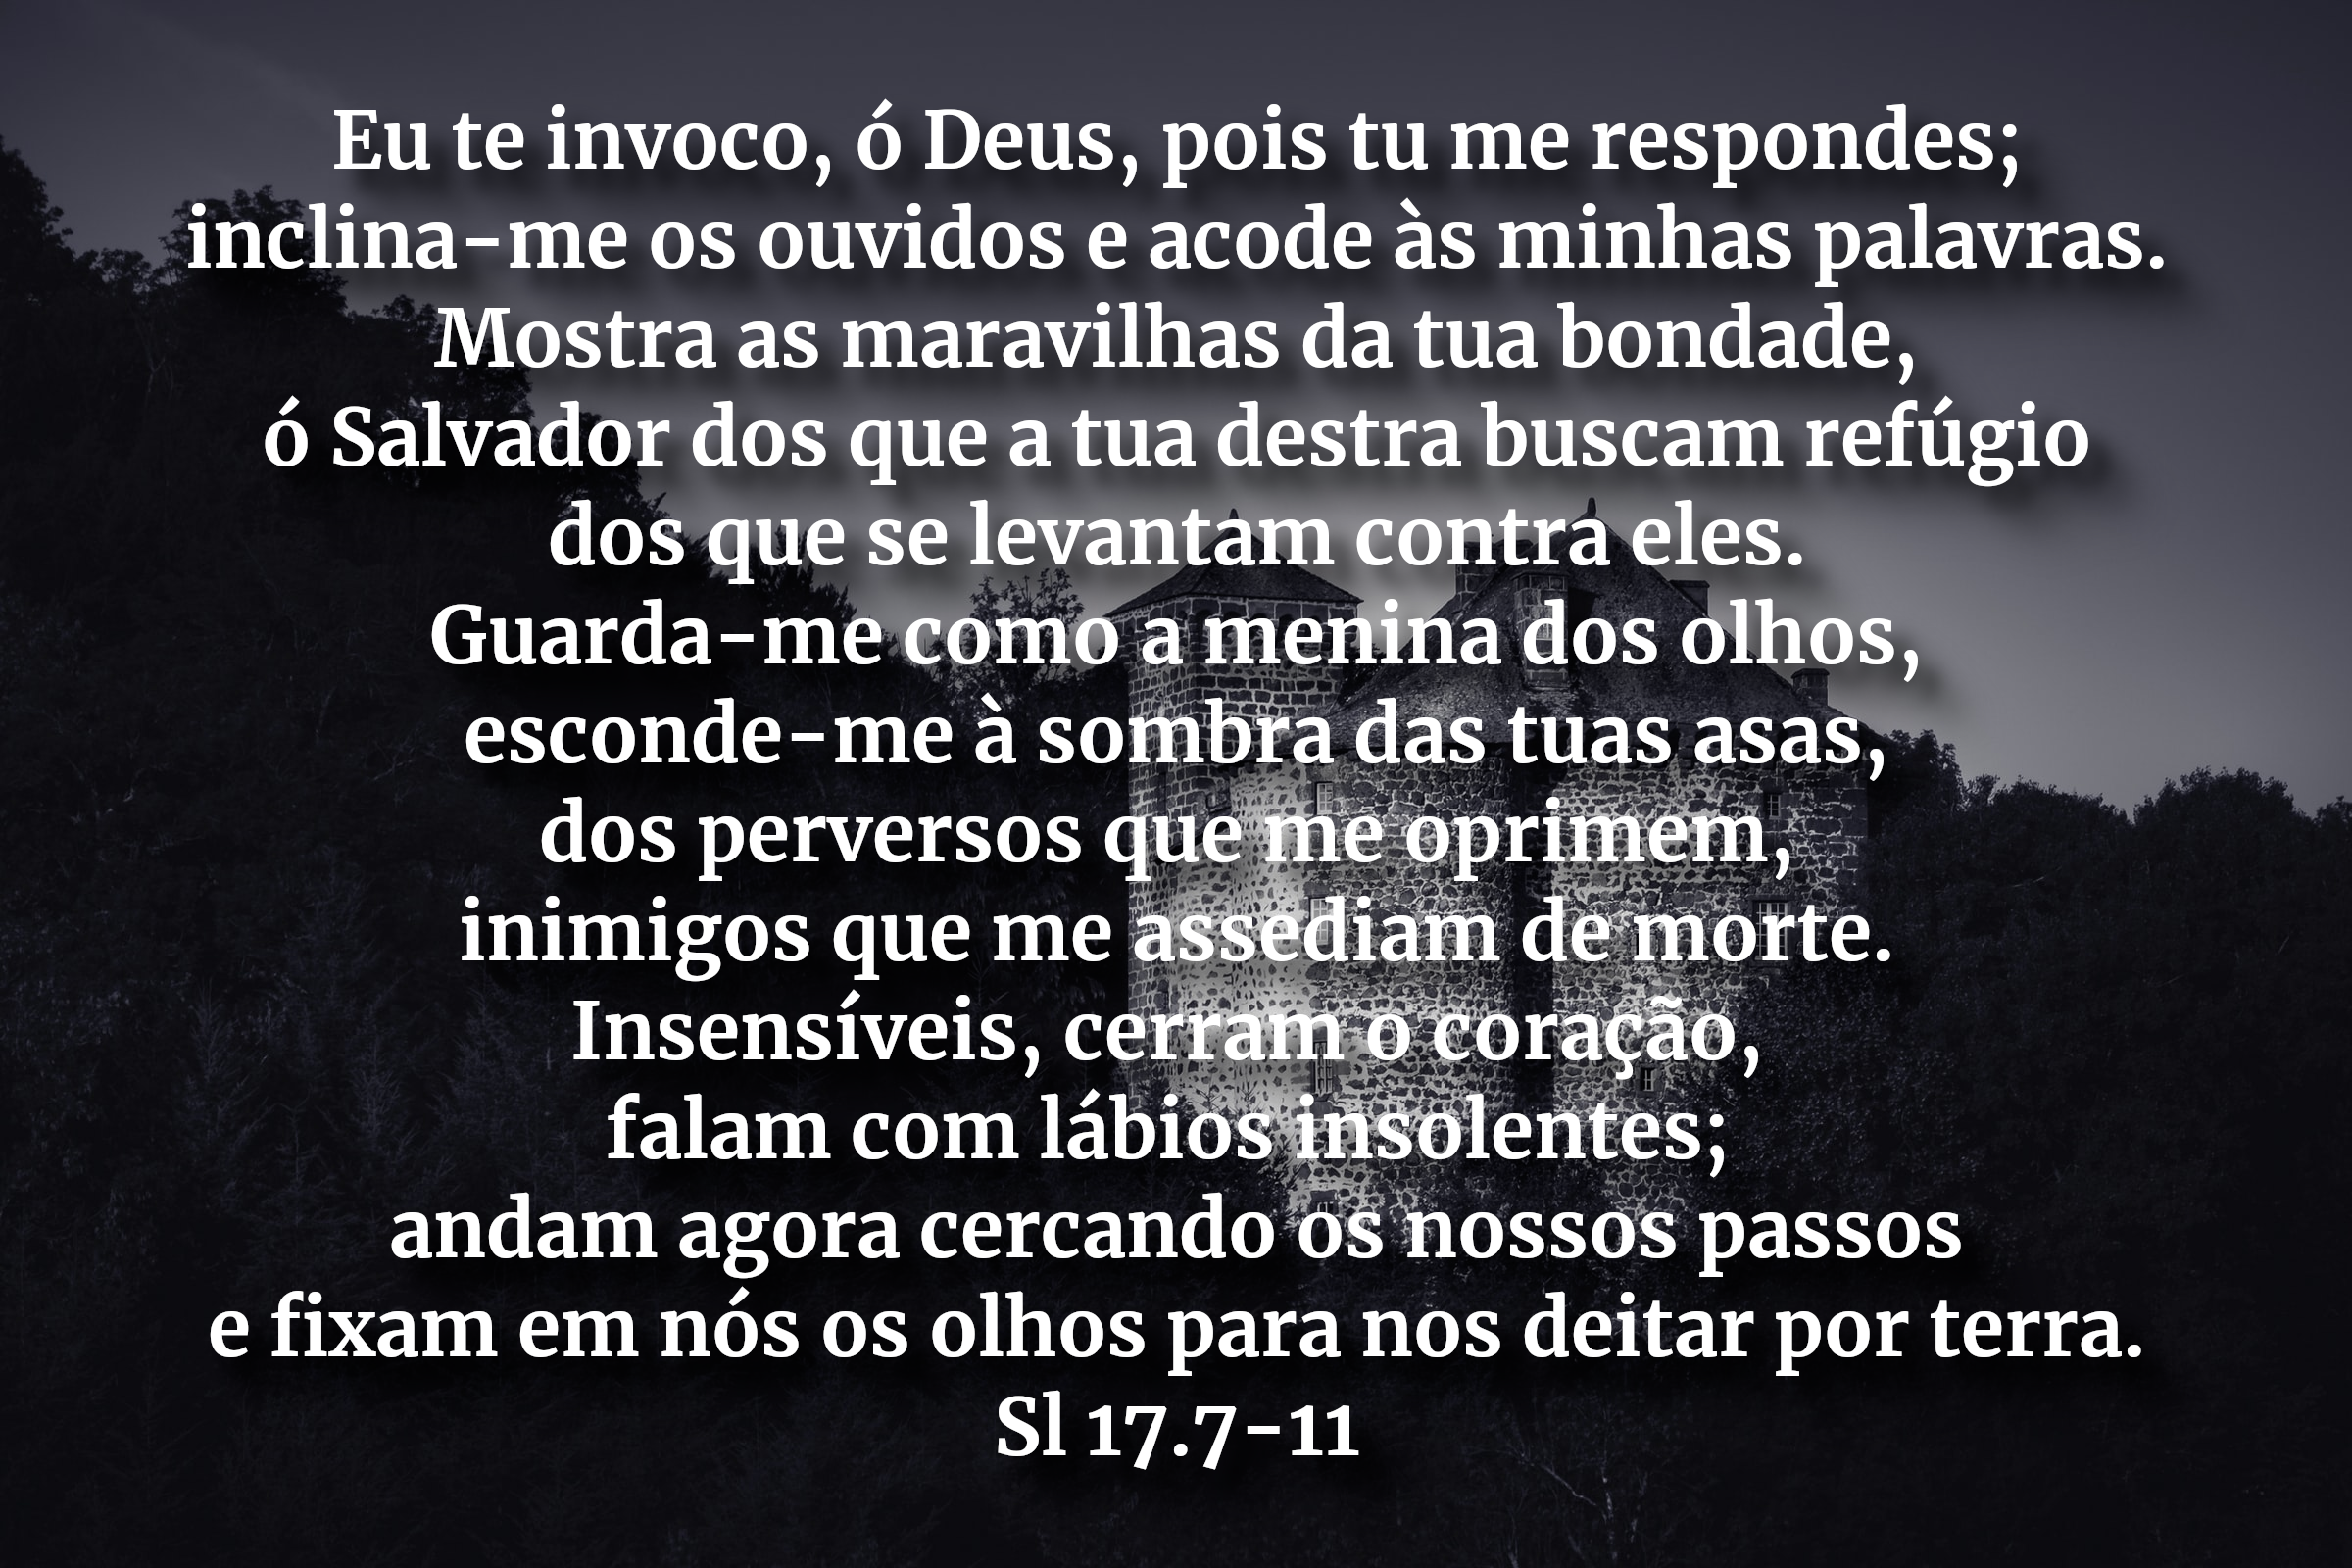 Eu te invoco, ó Deus, pois tu me respondes;
inclina-me os ouvidos e acode às minhas palavras.
Mostra as maravilhas da tua bondade,
ó Salvador dos que a tua destra buscam refúgio
dos que se levantam contra eles.
Guarda-me como a menina dos olhos,
esconde-me à sombra das tuas asas,
dos perversos que me oprimem,
inimigos que me assediam de morte.
Insensíveis, cerram o coração,
falam com lábios insolentes;
andam agora cercando os nossos passos
e fixam em nós os olhos para nos deitar por terra.
Sl 17.7-11